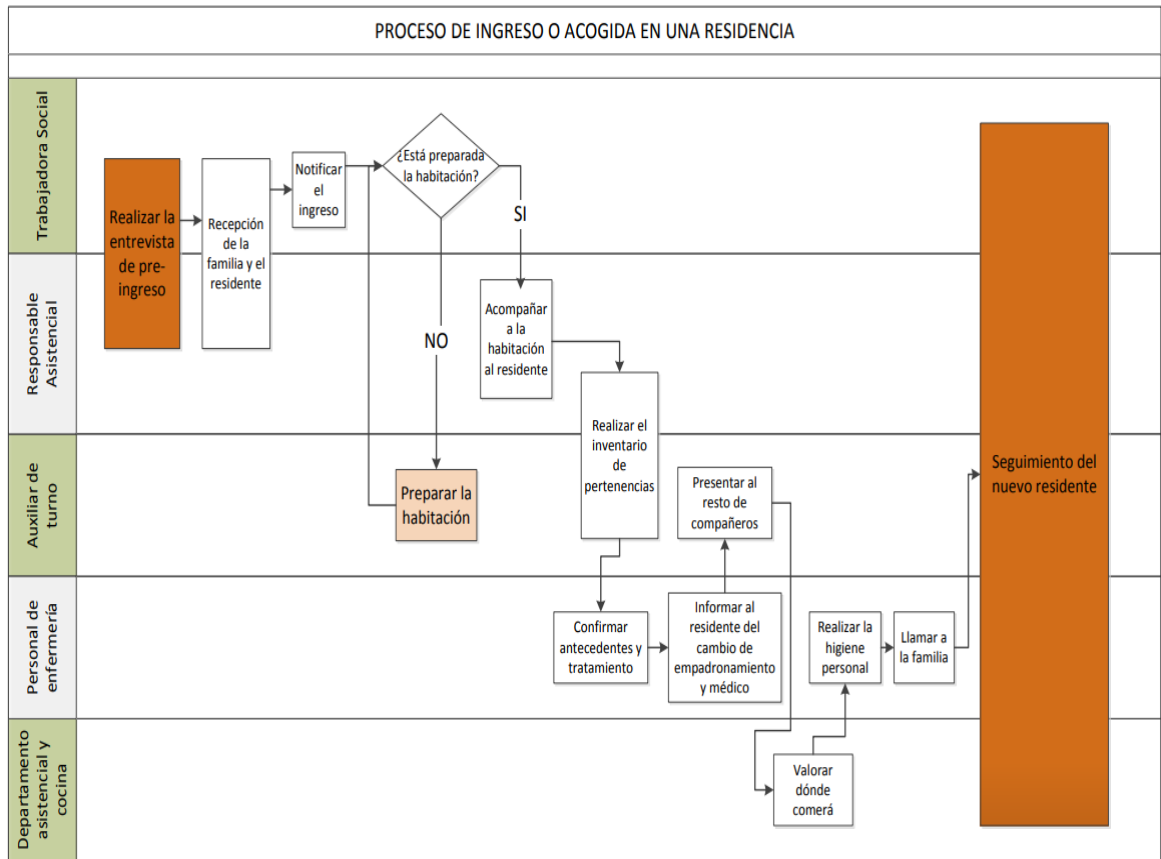 PROCESO DE INGRESO O ACOGIDA EN UNA RESIDENCIA
Trabajadora Social
Realizar la
entrevista
de pre-
ingreso
Recepción
de la
familia y el
residente
Notificar
el
ingreso
¿Está preparada
la habitación?
SI
NO
Responsable
Asistencial
Acompañar
a la
habitación
al residente
Realizar el
inventario
de
pertenencias
Auxiliar de
turno
Preparar la
habitación
Presentar al
resto de
compañeros
Seguimiento del
nuevo residente
Personal de
enfermería
Confirmar
antecedentes y
tratamiento
Informar al
residente del
cambio de
empadronamiento
y médico
Realizar la
higiene
personal
Llamar a
la familia
Departamento
asistencial y
cocina
Valorar
dónde
comerá